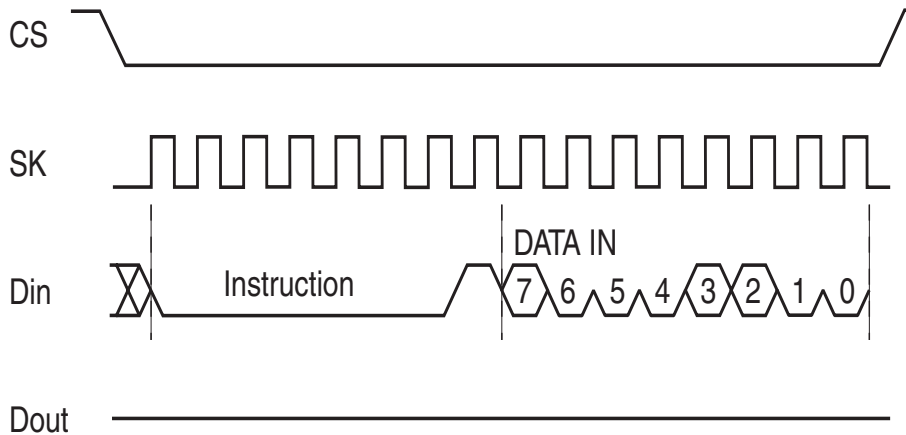 CS
SK
DATA IN
Din Instruction 7 6 5 4 3 2 1 0
Dout